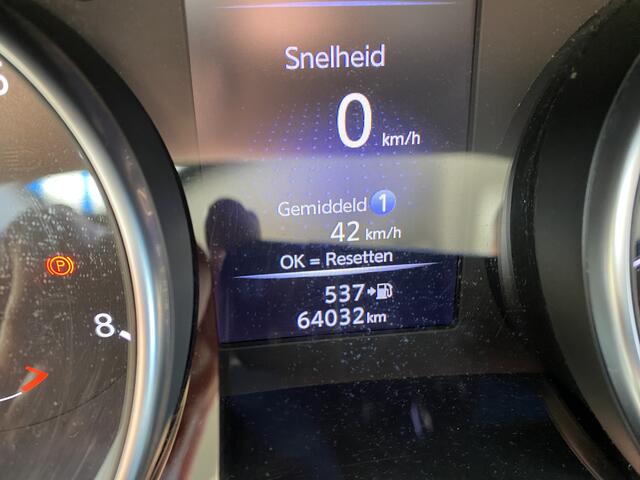 Snelheid
0 km/h
Gemiddeld 1
42 km/h
OK = Resetten
537
64032 km
P
8